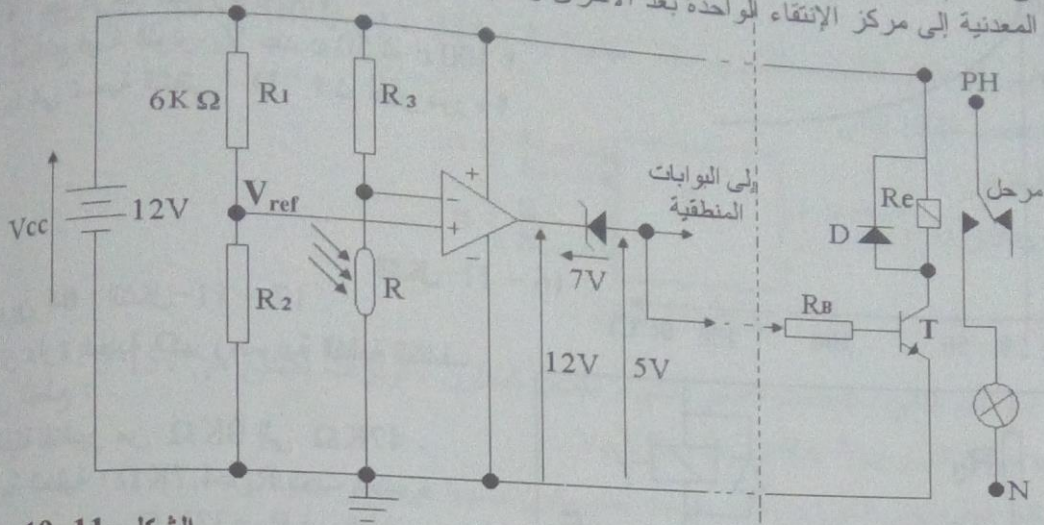 المعدنية إلى مركز الإنتقاء الواحدة بعد
PH
6K Ω
R1
R3
مرحل
Vcc
12V
Vref
إلى البوابات
المنطقية
Re
D
7V
R2
R
RB
T
12V
5V
N